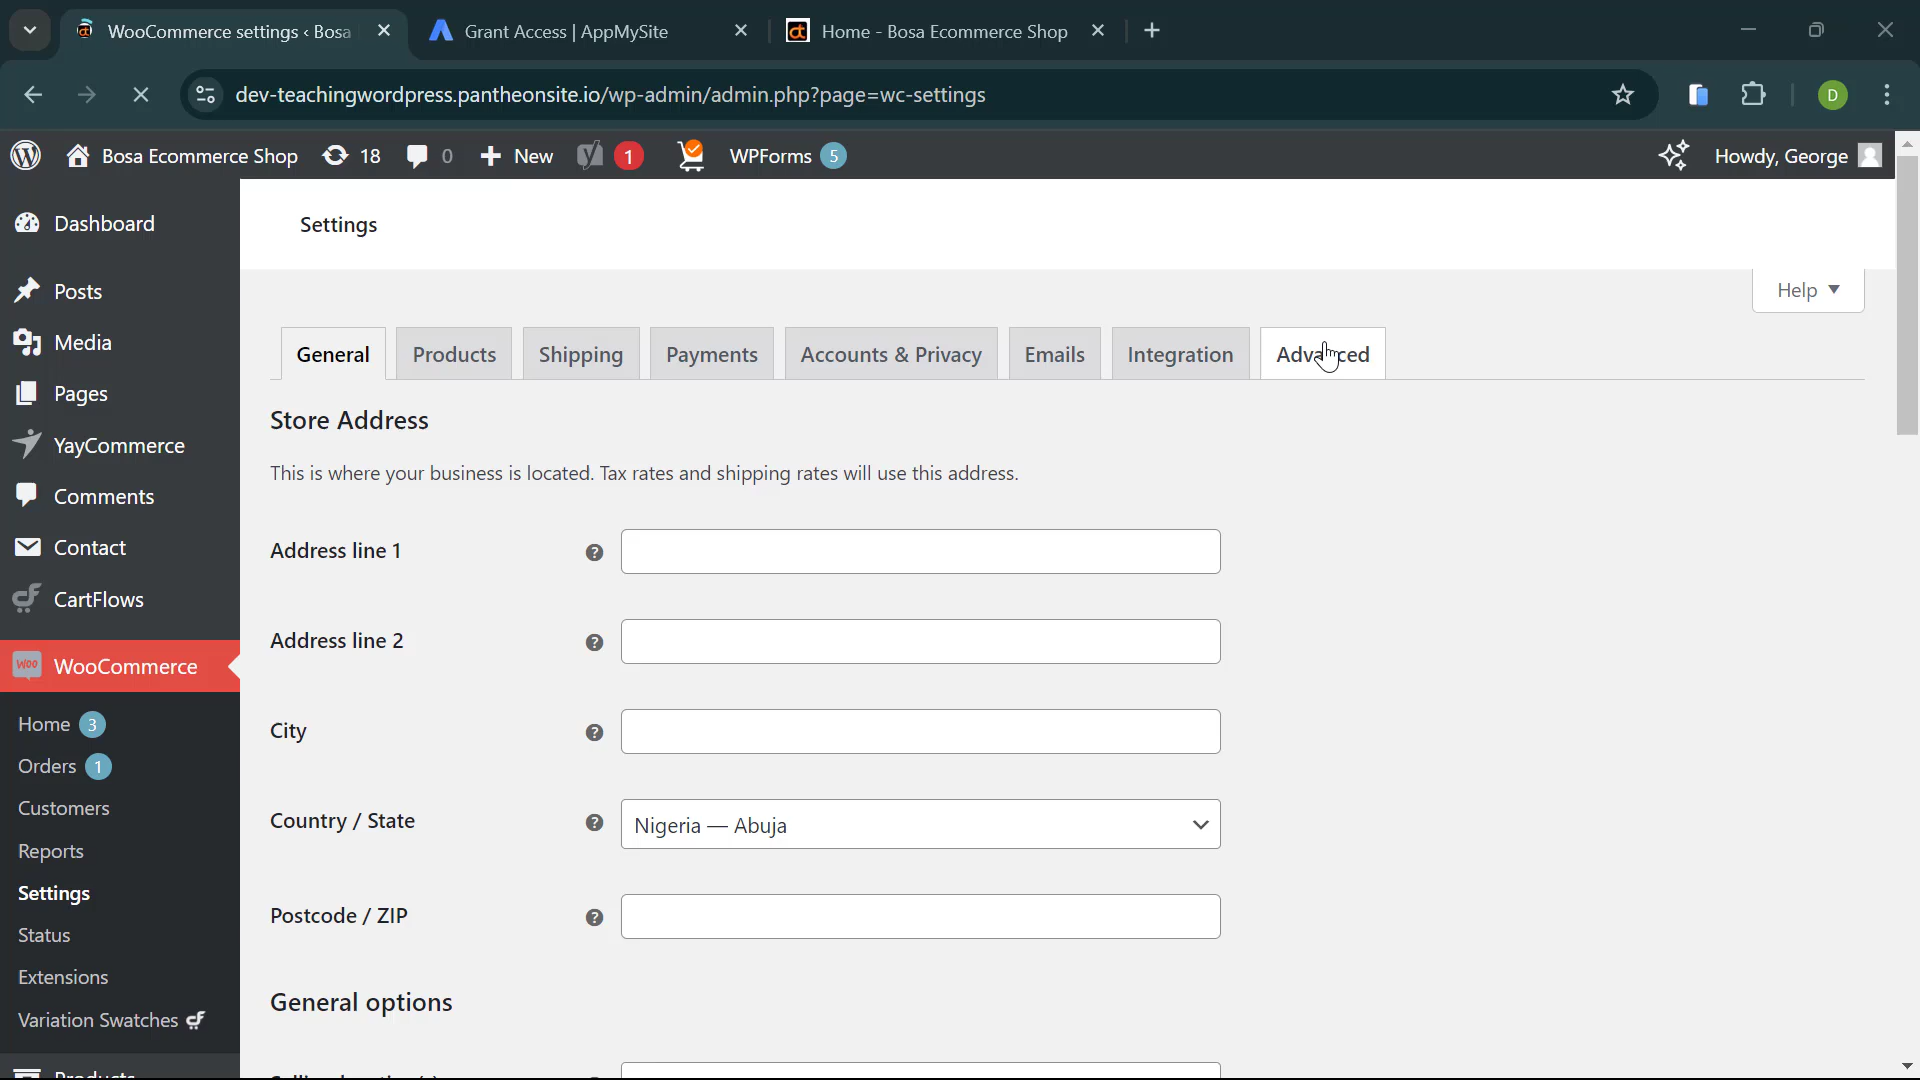 WooCommerce settings ‹ Bosa
Grant Access | AppMySite
Home - Bosa Ecommerce Shop
dev-teachingwordpress.pantheonsite.io/wp-admin/admin.php?page=wc-settings
D
Bosa Ecommerce Shop 18 0 New 1 WPForms 5 Howdy, George
Dashboard
Posts
Media
Pages
YayCommerce
Comments
Contact
CartFlows
WooCommerce
Home 3
Orders 1
Customers
Reports
Settings
Status
Extensions
Variation Swatches
Products
Settings
Help
General Products Shipping Payments Accounts & Privacy Emails Integration Advanced
Store Address
This is where your business is located. Tax rates and shipping rates will use this address.
Address line 1
Address line 2
City
Country / State Nigeria — Abuja
Postcode / ZIP
General options